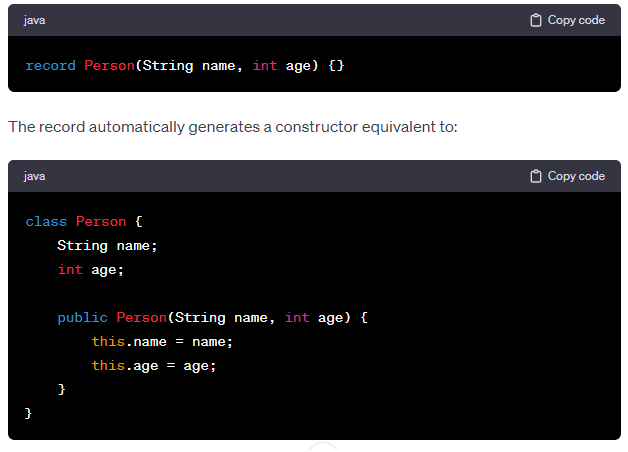 java Copy code
record Person(String name, int age) {}
The record automatically generates a constructor equivalent to:
java Copy code
class Person {
    String name;
    int age;

    public Person(String name, int age) {
        this.name = name;
        this.age = age;
    }
}